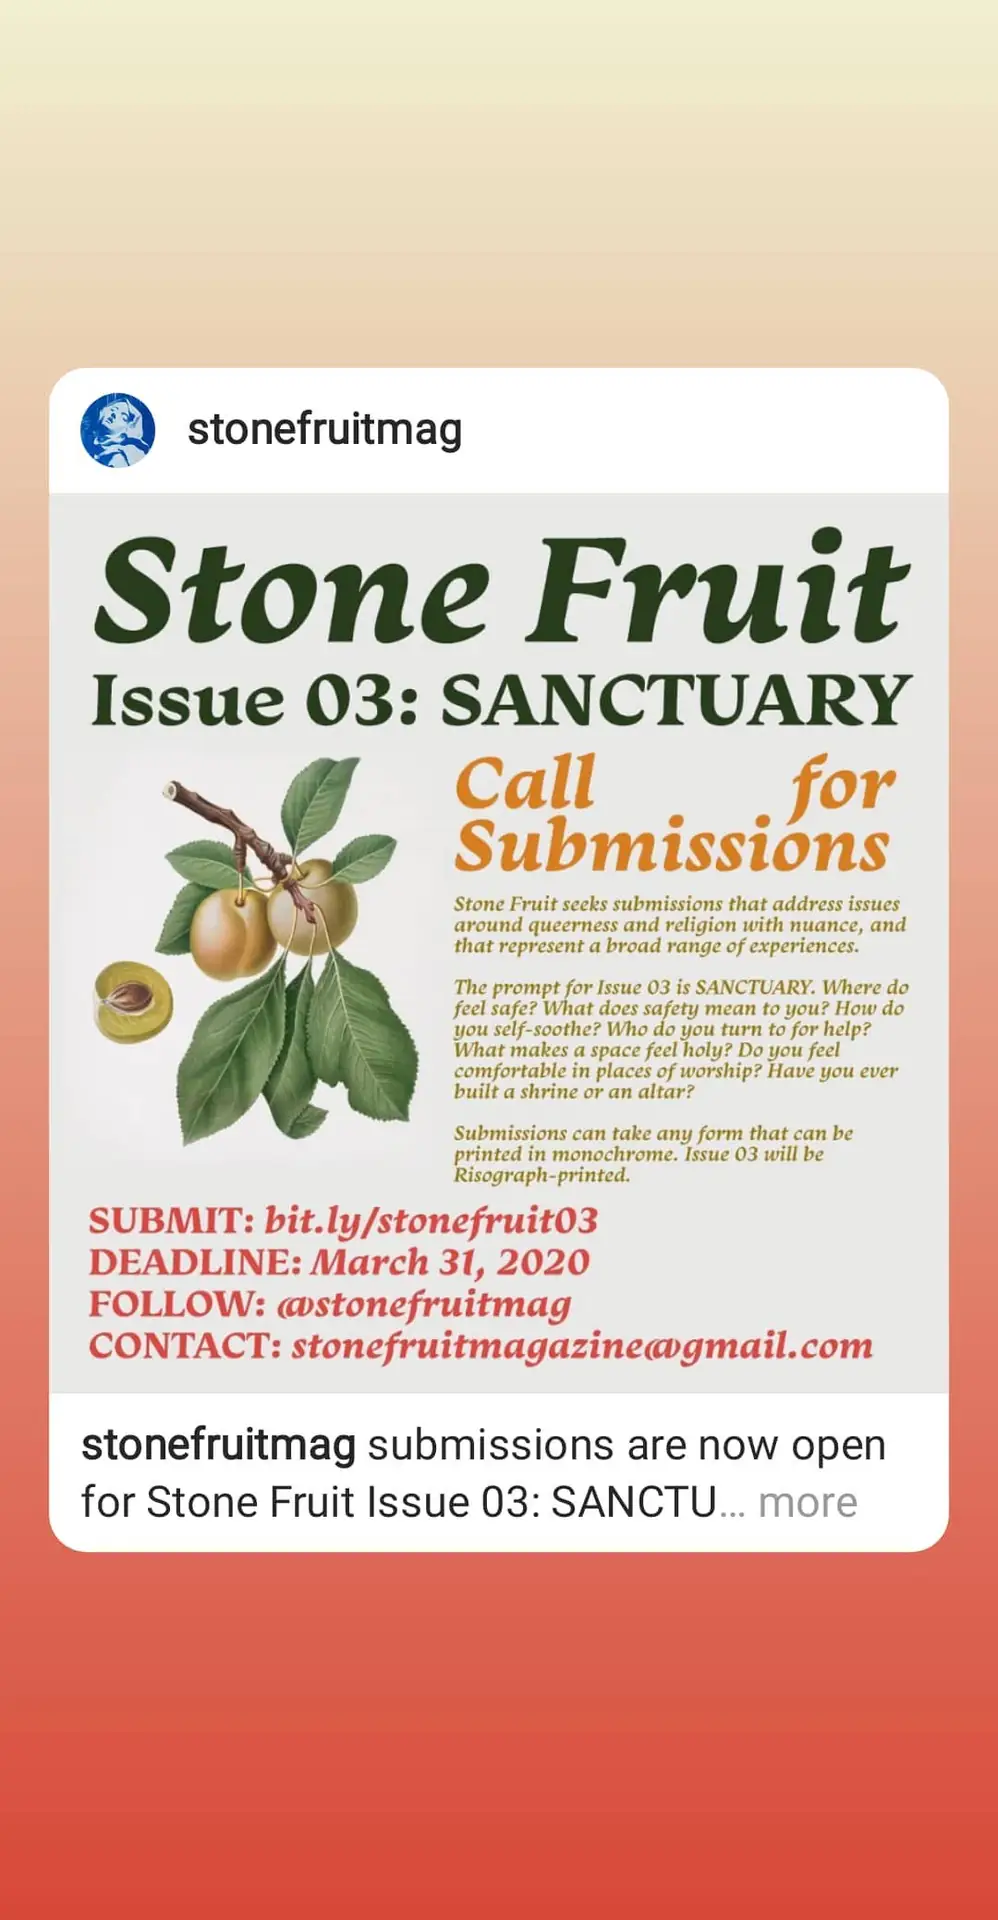 stonefruitmag
Stone Fruit
Issue 03: SANCTUARY
Call for
Submissions
Stone Fruit seeks submissions that address issues
around queerness and religion with nuance, and
that represent a broad range of experiences.
The prompt for Issue 03 is SANCTUARY. Where do
feel safe? What does safety mean to you? How do
you self-soothe? Who do you turn to for help?
What makes a space feel holy? Do you feel
comfortable in places of worship? Have you ever
built a shrine or an altar?
Submissions can take any form that can be
printed in monochrome. Issue 03 will be
Risograph-printed.
SUBMIT: bit.ly/stonefruit03
DEADLINE: March 31, 2020
FOLLOW: @stonefruitmag
CONTACT: stonefruitmagazine@gmail.com
stonefruitmag submissions are now open
for Stone Fruit Issue 03: SANCTU... more